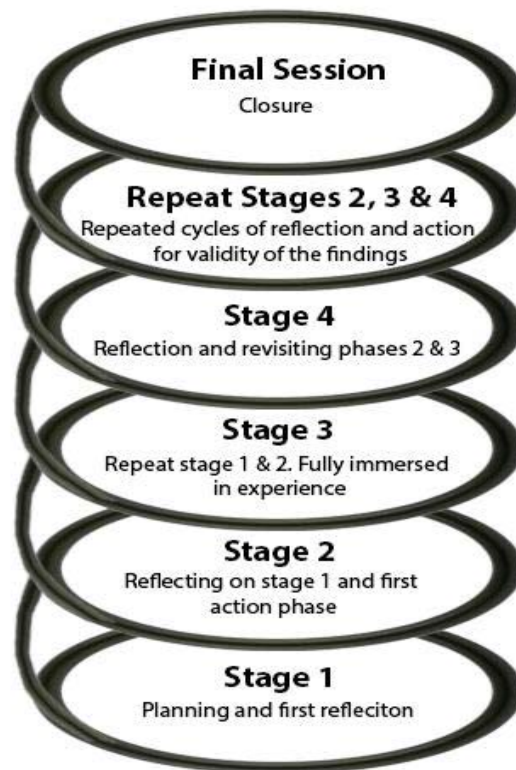 Final Session
Closure
Repeat Stages 2, 3 & 4
Repeated cycles of reflection and action
for validity of the findings
Stage 4
Reflection and revisiting phases 2 & 3
Stage 3
Repeat stage 1 & 2. Fully immersed
in experience
Stage 2
Reflecting on stage 1 and first
action phase
Stage 1
Planning and first refleciton